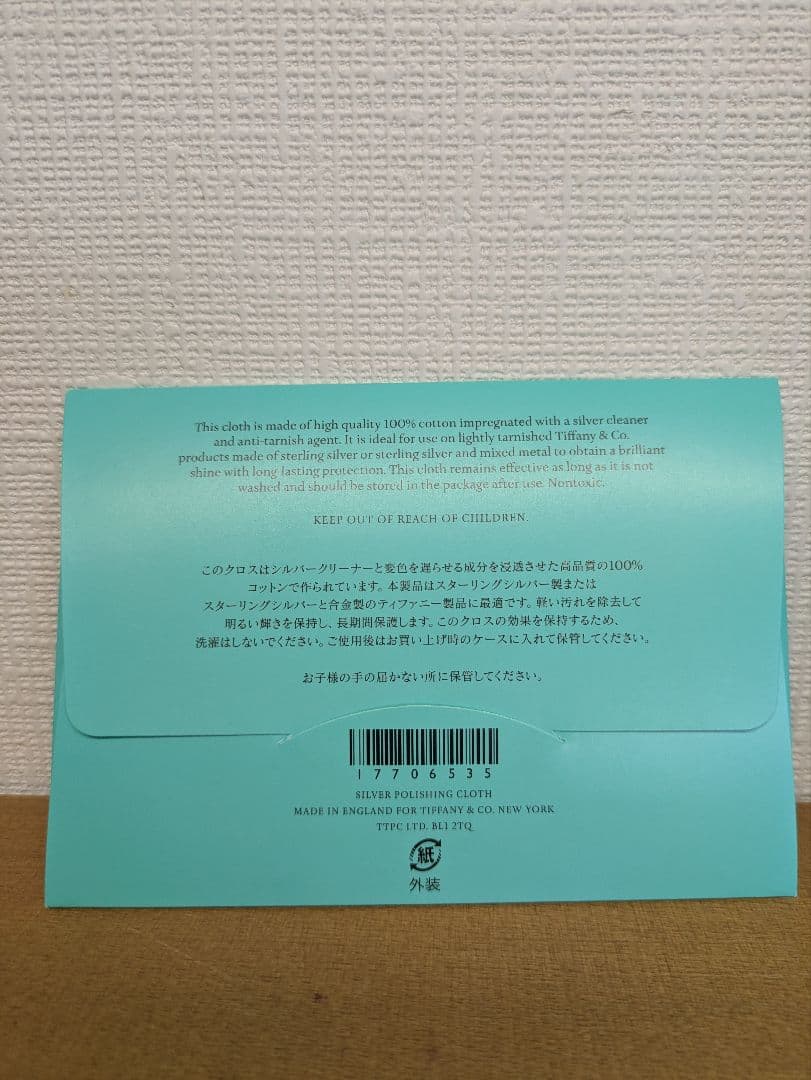 This cloth is made of high quality 100% cotton impregnated with a silver cleaner
and anti-tarnish agent. It is ideal for use on lightly tarnished Tiffany & Co.
products made of sterling silver or sterling silver and mixed metal to obtain a brilliant
shine with long-lasting protection. This cloth remains effective as long as it is not
washed and should be stored in the package after use. Nontoxic.
KEEP OUT OF REACH OF CHILDREN.
このクロスはシルバークリーナーと変色を遅らせる成分を浸透させた高品質の100%
コットンで作られています。本製品はスターリングシルバー製または
スターリングシルバーと合金製のティファニー製品に最適です。軽い汚れを除去して
明るい輝きを保持し、長期間保護します。このクロスの効果を保持するため、
洗濯はしないでください。ご使用後はお買い上げ時のケースに入れて保管してください。
お子様の手の届かない所に保管してください。
17706535
SILVER POLISHING CLOTH
MADE IN ENGLAND FOR TIFFANY & CO. NEW YORK
TTPC LTD. BL1 2TQ
紙
外装